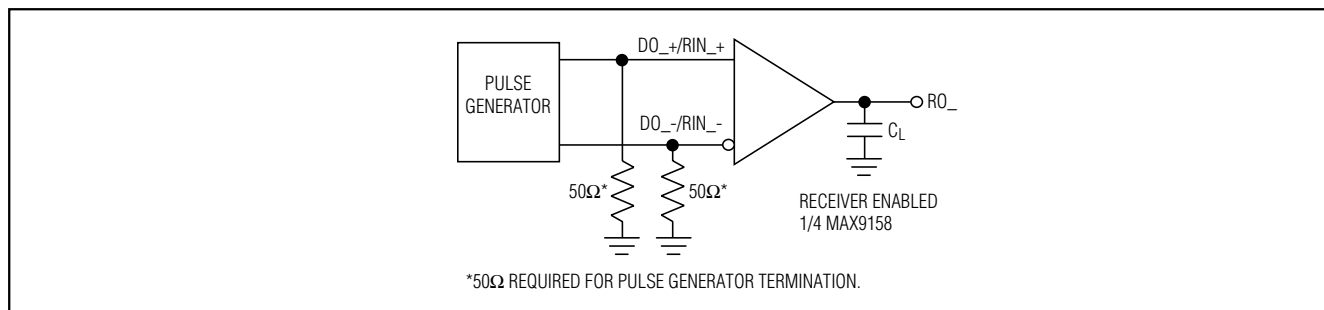 PULSE
GENERATOR
DO_+/RIN_+
DO_-/RIN_-
50Ω*
50Ω*
RO_
CL
RECEIVER ENABLED
1/4 MAX9158
*50Ω REQUIRED FOR PULSE GENERATOR TERMINATION.